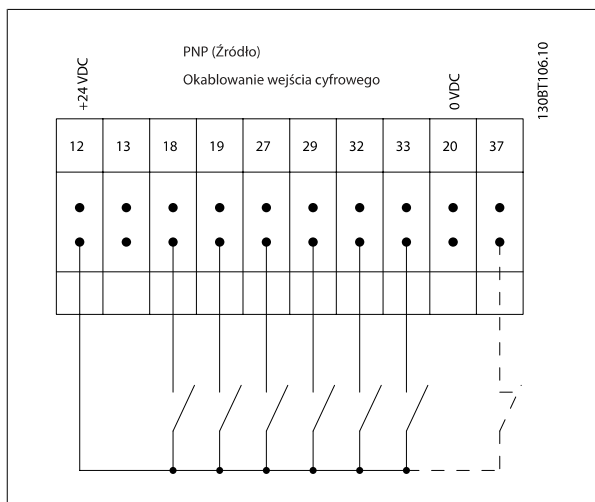 PNP (Źródło)
Okablowanie wejścia cyfrowego
+24 VDC
0 VDC
130BT106.10
12 13 18 19 27 29 32 33 20 37